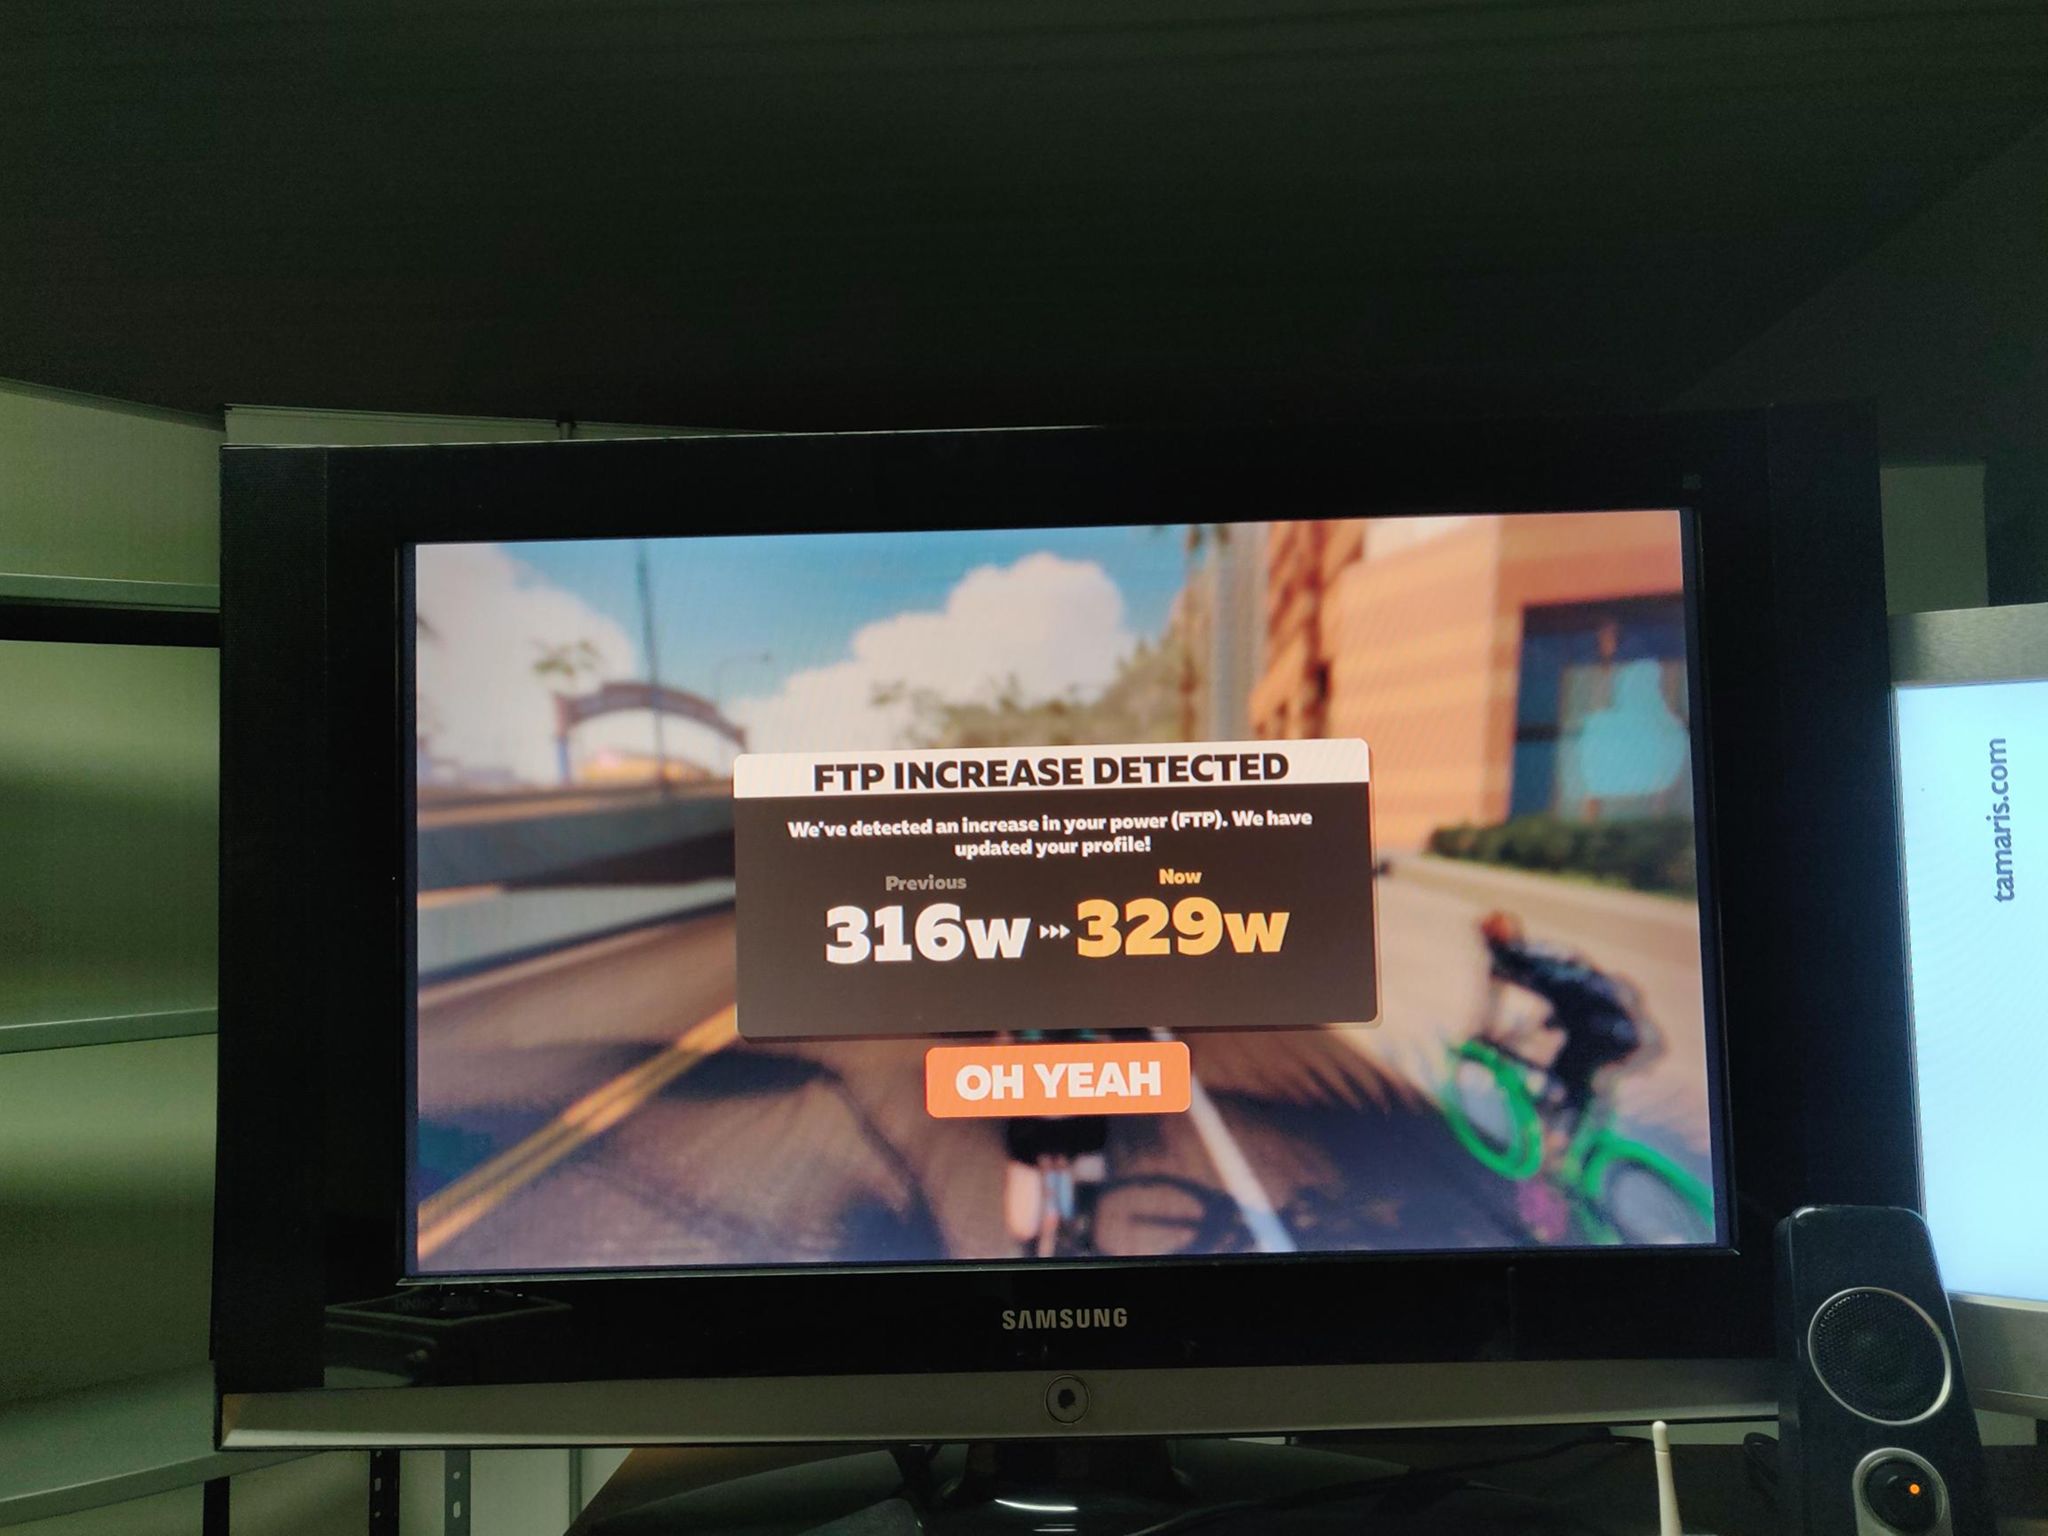 FTP INCREASE DETECTED
We've detected an increase in your power (FTP). We have
updated your profile!
Previous
Now
316w
329w
OH YEAH
SAMSUNG
tamaris.com